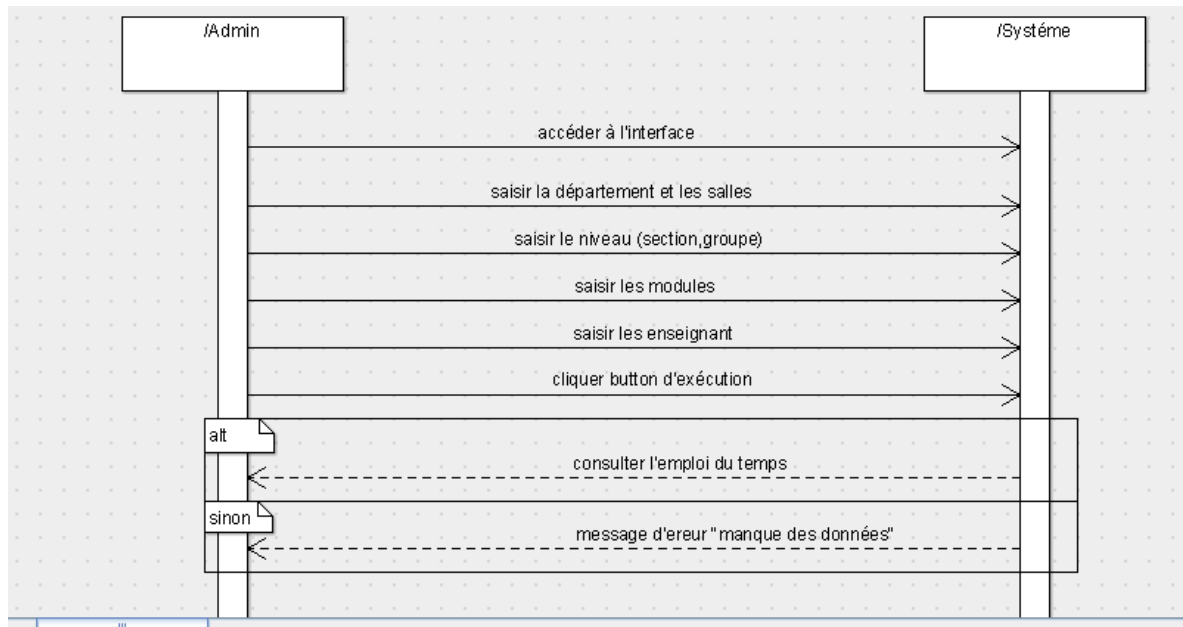 /Admin
/Systéme
accéder à l'interface
saisir la département et les salles
saisir le niveau (section,groupe)
saisir les modules
saisir les enseignant
cliquer button d'exécution
alt
consulter l'emploi du temps
sinon
message d'ereur "manque des données"